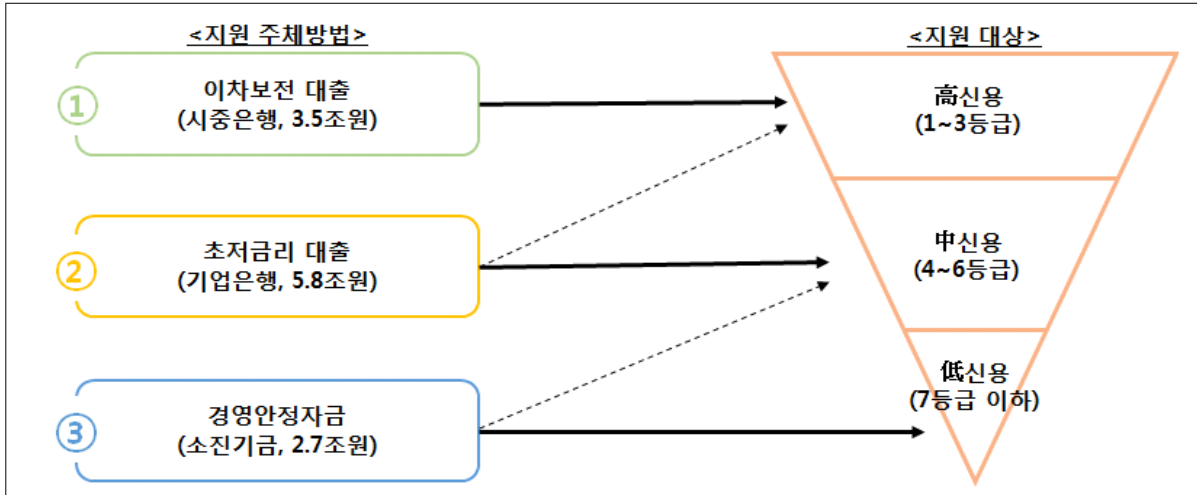 <지원 주체방법>
<지원 대상>
①
이차보전 대출
(시중은행, 3.5조원)
高신용
(1~3등급)
②
초저금리 대출
(기업은행, 5.8조원)
中신용
(4~6등급)
③
경영안정자금
(소진기금, 2.7조원)
低신용
(7등급 이하)